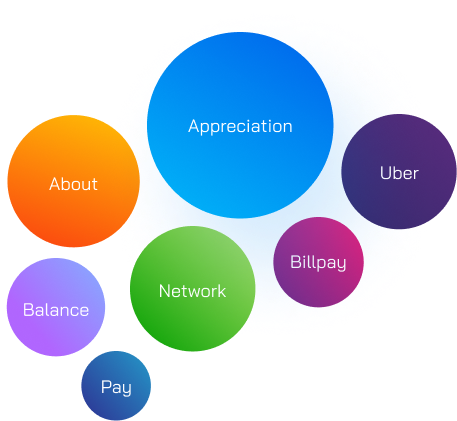 Appreciation
About
Uber
Billpay
Network
Balance
Pay